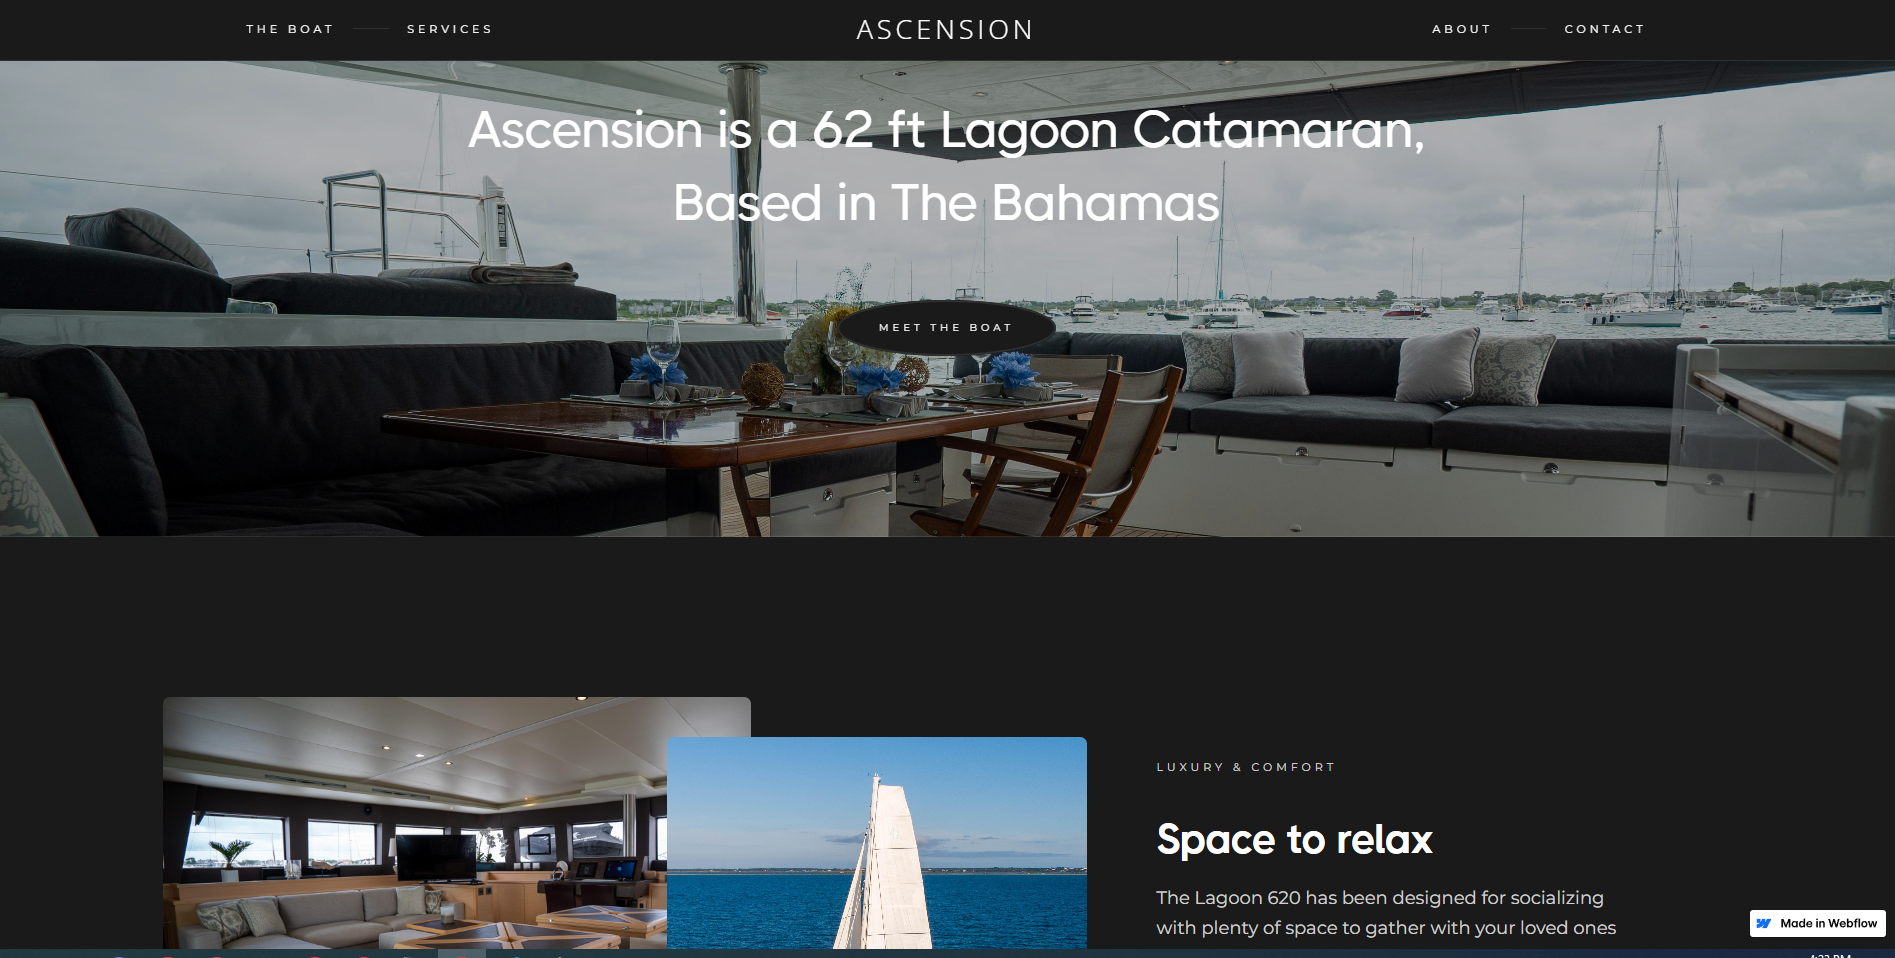 THE BOAT
SERVICES
ASCENSION
ABOUT
CONTACT
Ascension is a 62 ft Lagoon Catamaran,
Based in The Bahamas
MEET THE BOAT
LUXURY & COMFORT
Space to relax
The Lagoon 620 has been designed for socializing
with plenty of space to gather with your loved ones
Made in Webflow